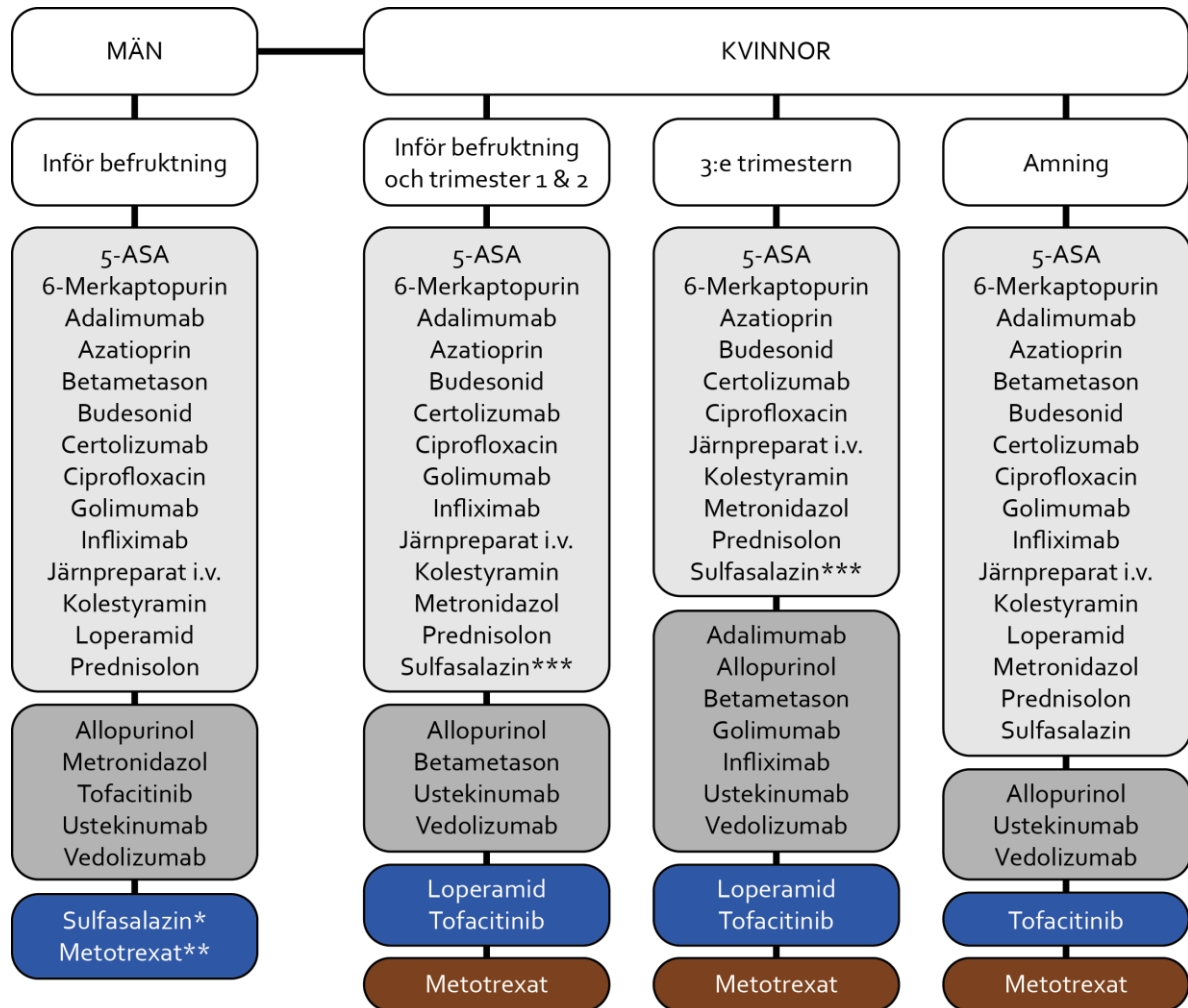 MÄN
KVINNOR
Inför befruktning
Inför befruktning
och trimester 1 & 2
3:e trimestern
Amning
5-ASA
6-Merkaptopurin
Adalimumab
Azatioprin
Betametason
Budesonid
Certolizumab
Ciprofloxacin
Golimumab
Infliximab
Järnpreparat i.v.
Kolestyramin
Loperamid
Prednisolon
Allopurinol
Metronidazol
Tofacitinib
Ustekinumab
Vedolizumab
Sulfasalazin*
Metotrexat**
5-ASA
6-Merkaptopurin
Adalimumab
Azatioprin
Budesonid
Certolizumab
Ciprofloxacin
Golimumab
Infliximab
Järnpreparat i.v.
Kolestyramin
Metronidazol
Prednisolon
Sulfasalazin***
Allopurinol
Betametason
Ustekinumab
Vedolizumab
Loperamid
Tofacitinib
Metotrexat
5-ASA
6-Merkaptopurin
Azatioprin
Budesonid
Certolizumab
Ciprofloxacin
Järnpreparat i.v.
Kolestyramin
Metronidazol
Prednisolon
Sulfasalazin***
Adalimumab
Allopurinol
Betametason
Golimumab
Infliximab
Ustekinumab
Vedolizumab
Loperamid
Tofacitinib
Metotrexat
5-ASA
6-Merkaptopurin
Adalimumab
Azatioprin
Betametason
Budesonid
Certolizumab
Ciprofloxacin
Golimumab
Infliximab
Järnpreparat i.v.
Kolestyramin
Loperamid
Metronidazol
Prednisolon
Sulfasalazin
Allopurinol
Ustekinumab
Vedolizumab
Tofacitinib
Metotrexat